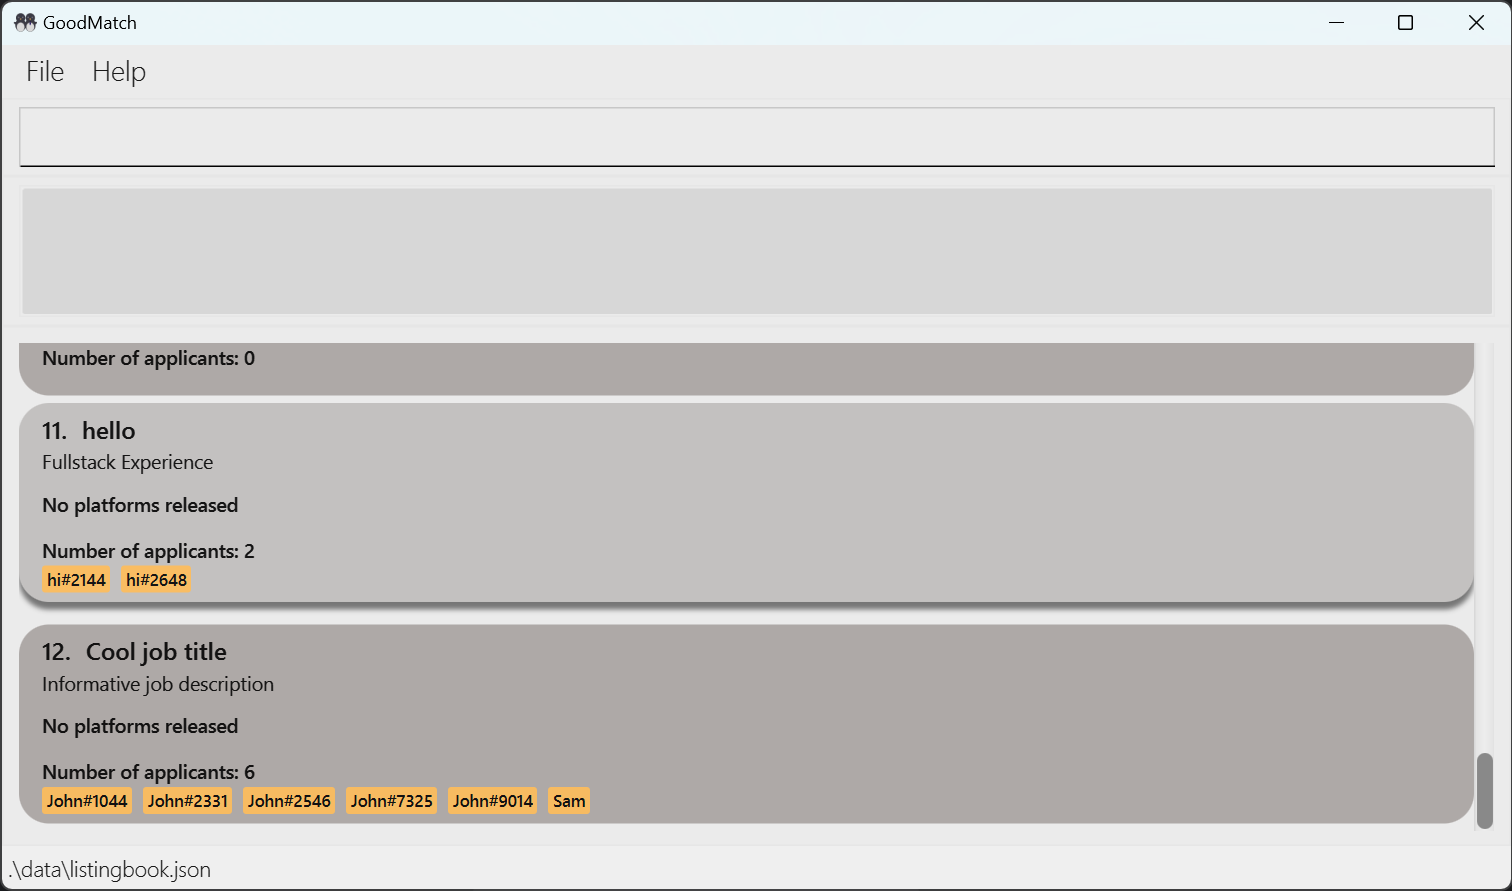 GoodMatch
File Help
Number of applicants: 0
11. hello
Fullstack Experience
No platforms released
Number of applicants: 2
hi#2144 hi#2648
12. Cool job title
Informative job description
No platforms released
Number of applicants: 6
John#1044 John#2331 John#2546 John#7325 John#9014 Sam
.\data\listingbook.json